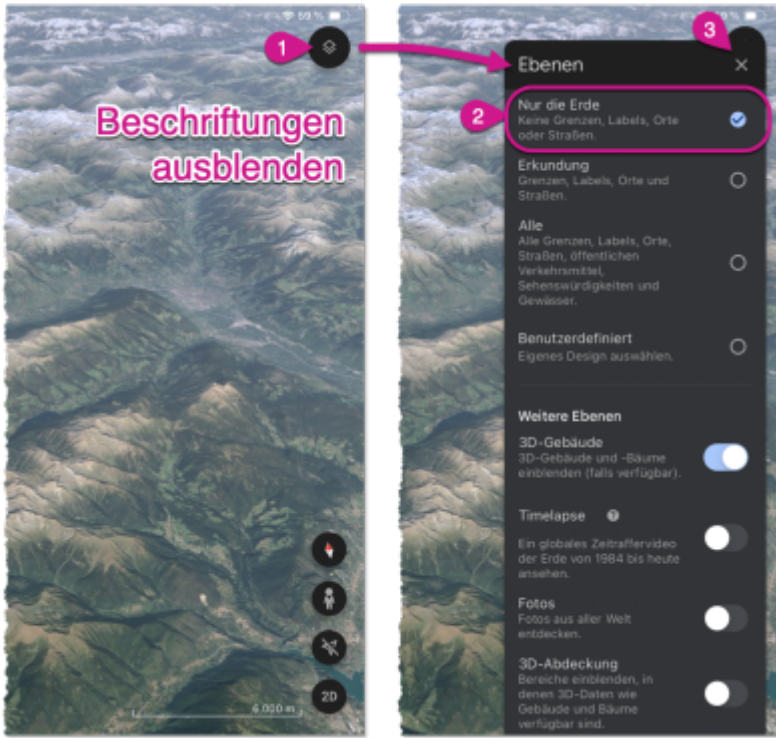 59 %
1
Beschriftungen
ausblenden
2D
6.000 m
3
Ebenen
2
Nur die Erde
Keine Grenzen, Labels, Orte
oder Straßen.
Erkundung
Grenzen, Labels, Orte und
Straßen.
Alle
Alle Grenzen, Labels, Orte,
Straßen, öffentlichen
Verkehrsmittel,
Sehenswürdigkeiten und
Gewässer.
Benutzerdefiniert
Eigenes Design auswählen.
Weitere Ebenen
3D-Gebäude
3D-Gebäude und -Bäume
einblenden (falls verfügbar).
Timelapse
Ein globales Zeitraffervideo
der Erde von 1984 bis heute
ansehen.
Fotos
Fotos aus aller Welt
entdecken.
3D-Abdeckung
Bereiche einblenden, in
denen 3D-Daten wie
Gebäude und Bäume
verfügbar sind.